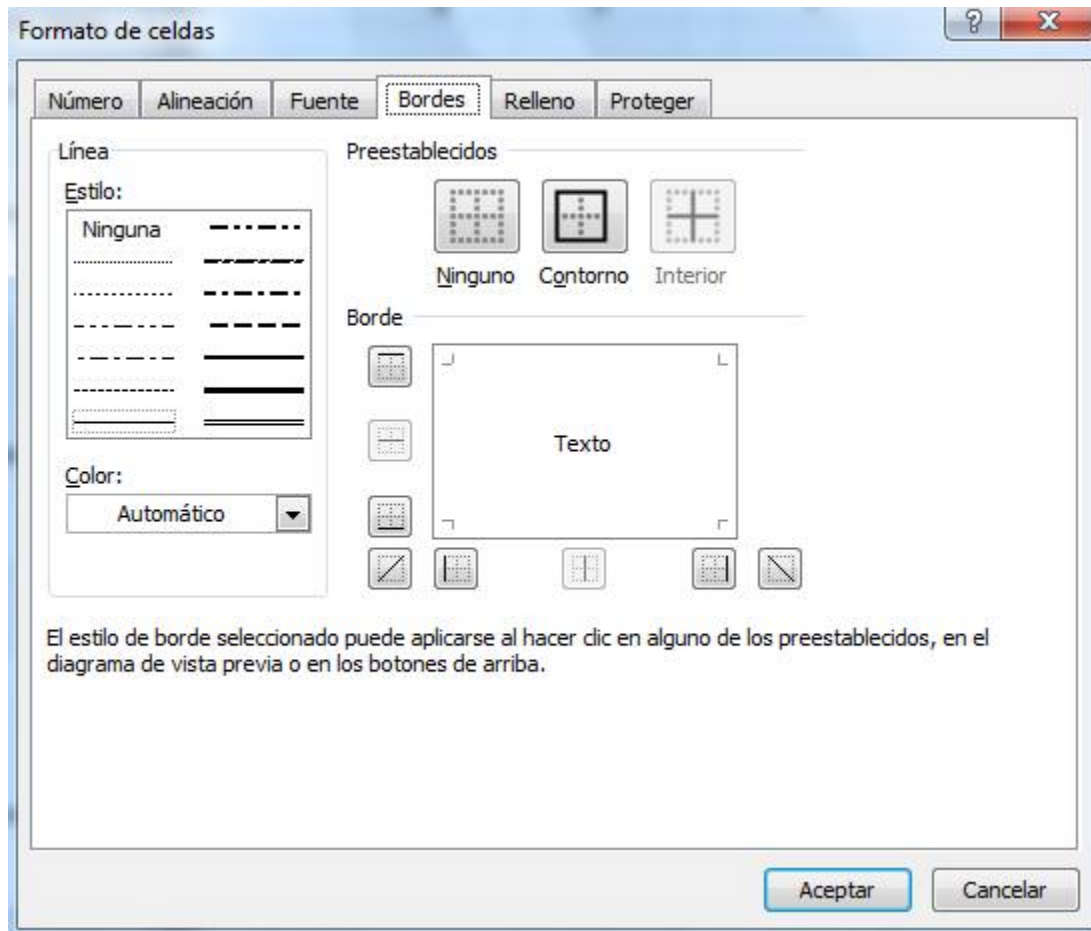 Formato de celdas
Número Alineación Fuente Bordes Relleno Proteger
Línea
Estilo:
Ninguna
Color:
Automático
Preestablecidos
Ninguno Contorno Interior
Borde
Texto
El estilo de borde seleccionado puede aplicarse al hacer clic en alguno de los preestablecidos, en el
diagrama de vista previa o en los botones de arriba.
Aceptar Cancelar